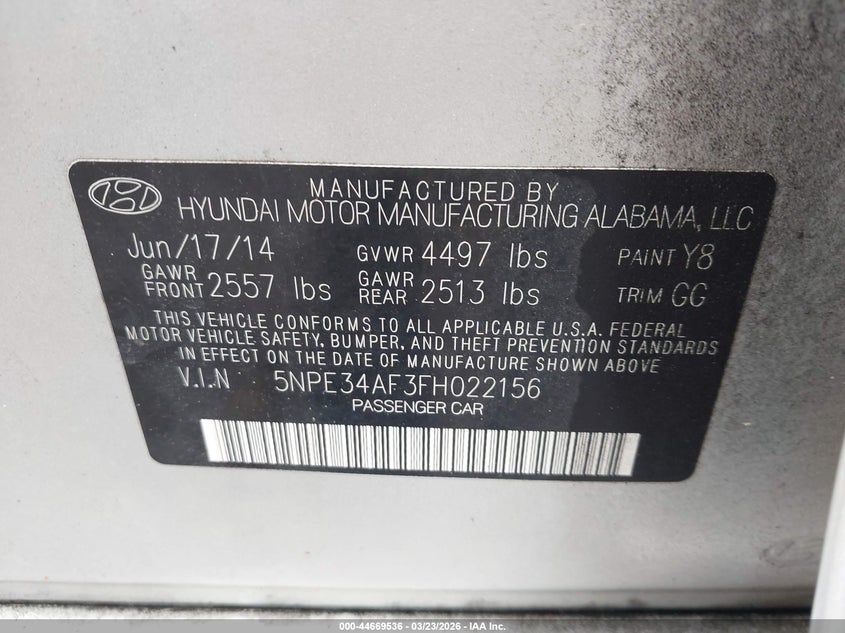 MANUFACTURED BY
HYUNDAI MOTOR MANUFACTURING ALABAMA, LLC
Jun/17/14 GVWR 4497 lbs PAINT Y8
GAWR FRONT 2557 lbs GAWR REAR 2513 lbs TRIM GG
THIS VEHICLE CONFORMS TO ALL APPLICABLE U.S.A. FEDERAL
MOTOR VEHICLE SAFETY, BUMPER, AND THEFT PREVENTION STANDARDS
IN EFFECT ON THE DATE OF MANUFACTURE SHOWN ABOVE
V.I.N 5NPE34AF3FH022156
PASSENGER CAR
000-44669536 - 03/23/2026 - IAA Inc.